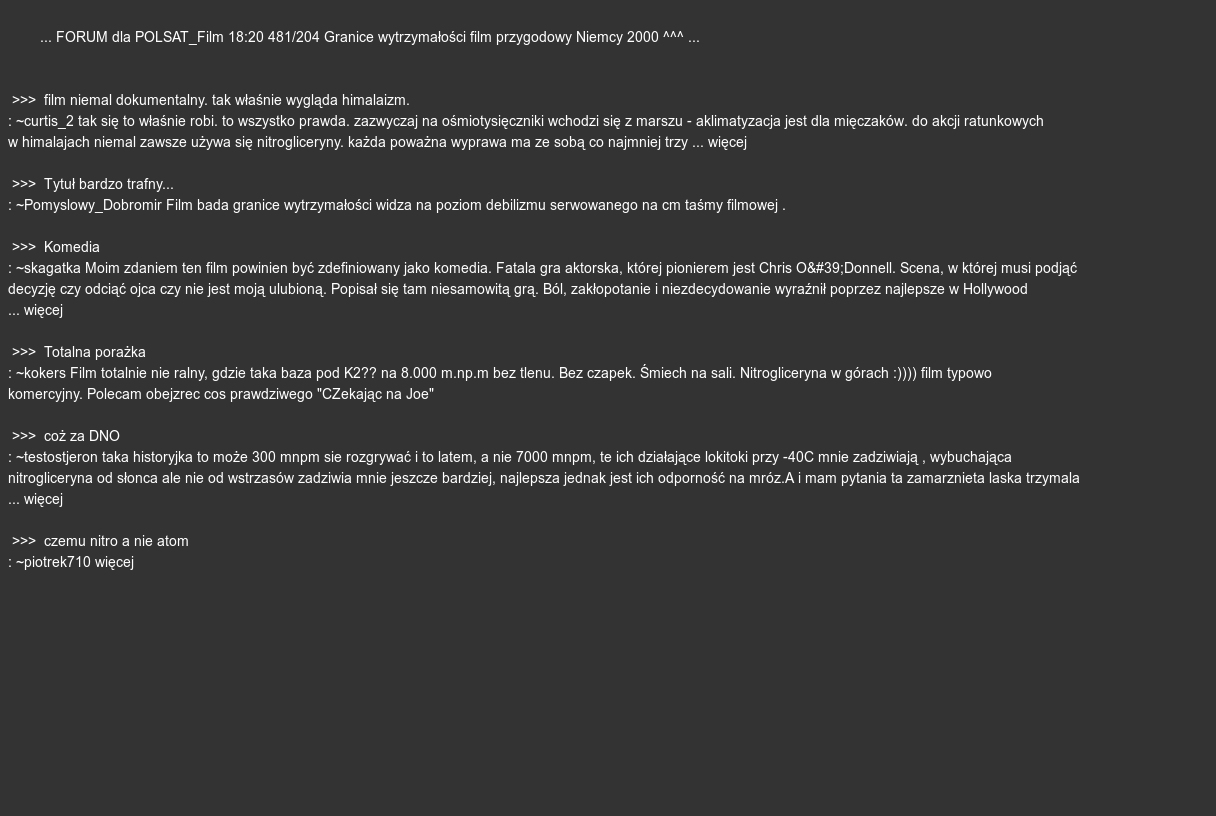 ... FORUM dla POLSAT_Film 18:20 481/204 Granice wytrzymałości film przygodowy Niemcy 2000 ^^^ ...
>>> film niemal dokumentalny. tak właśnie wygląda himalaizm.
: ~curtis_2 tak się to właśnie robi. to wszystko prawda. zazwyczaj na ośmiotysięczniki wchodzi się z marszu - aklimatyzacja jest dla mięczaków. do akcji ratunkowych
w himalajach niemal zawsze używa się nitrogliceryny. każda poważna wyprawa ma ze sobą co najmniej trzy ... więcej
>>> Tytuł bardzo trafny...
: ~Pomyslowy_Dobromir Film bada granice wytrzymałości widza na poziom debilizmu serwowanego na cm taśmy filmowej .
>>> Komedia
: ~skagatka Moim zdaniem ten film powinien być zdefiniowany jako komedia. Fatala gra aktorska, której pionierem jest Chris O&#39;Donnell. Scena, w której musi podjąć
decyzję czy odciąć ojca czy nie jest moją ulubioną. Popisał się tam niesamowitą grą. Ból, zakłopotanie i niezdecydowanie wyraźnił poprzez najlepsze w Hollywood
... więcej
>>> Totalna porażka
: ~kokers Film totalnie nie ralny, gdzie taka baza pod K2?? na 8.000 m.np.m bez tlenu. Bez czapek. Śmiech na sali. Nitrogliceryna w górach :)))) film typowo
komercyjny. Polecam obejzrec cos prawdziwego "CZekając na Joe"
>>> coż za DNO
: ~testostjeron taka historyjka to może 300 mnpm sie rozgrywać i to latem, a nie 7000 mnpm, te ich działające lokitoki przy -40C mnie zadziwiają , wybuchająca
nitrogliceryna od słonca ale nie od wstrzasów zadziwia mnie jeszcze bardziej, najlepsza jednak jest ich odporność na mróz.A i mam pytania ta zamarznieta laska trzymala
... więcej
>>> czemu nitro a nie atom
: ~piotrek710 więcej